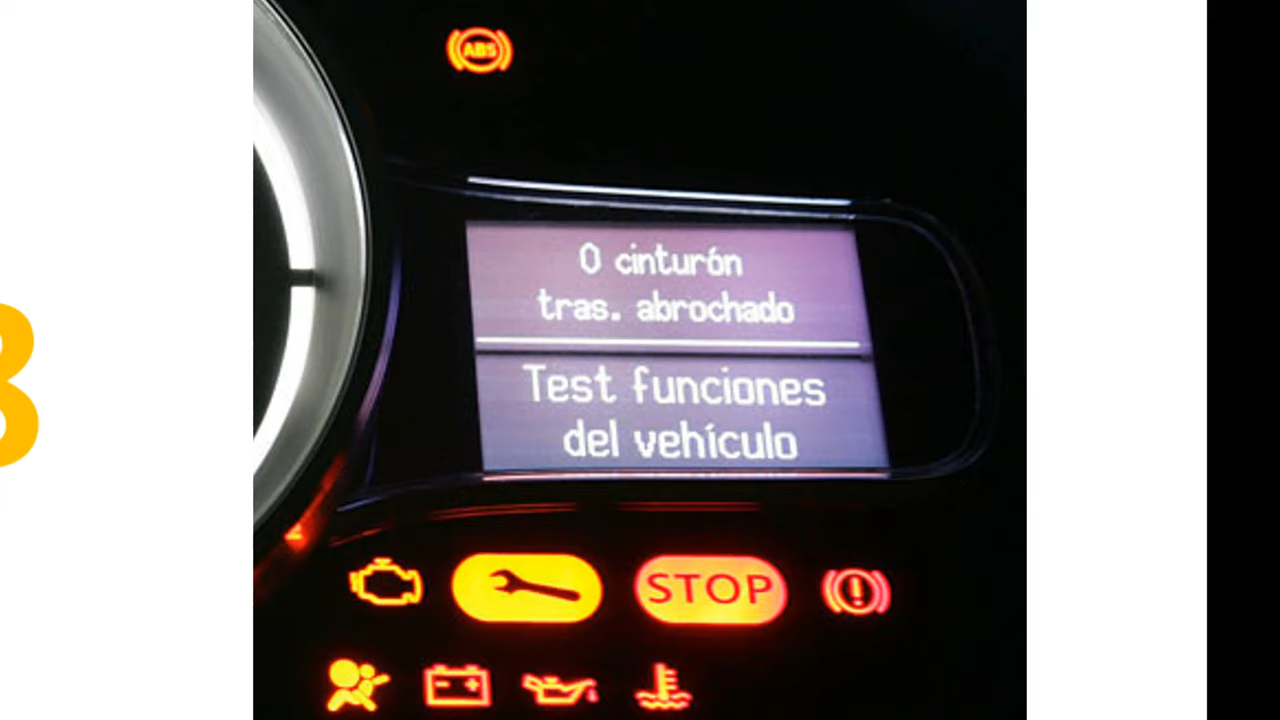 ABS
0 cinturón
tras. abrochado
Test funciones
del vehículo
STOP